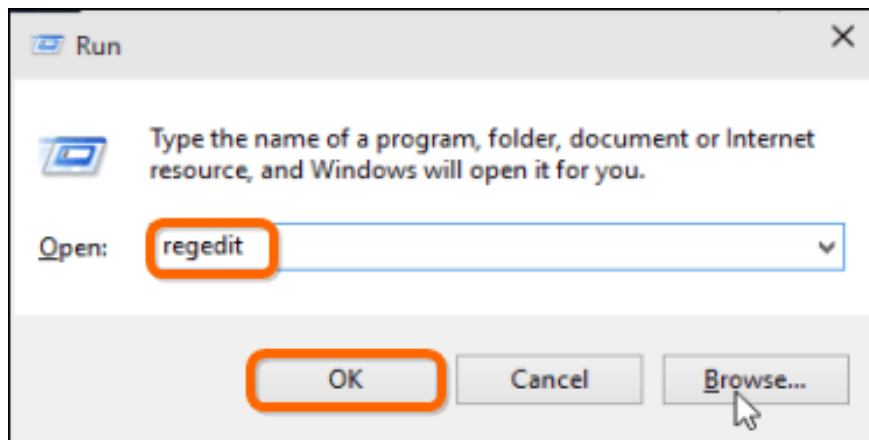 Run
Type the name of a program, folder, document or Internet
resource, and Windows will open it for you.
Open: regedit
OK Cancel Browse...